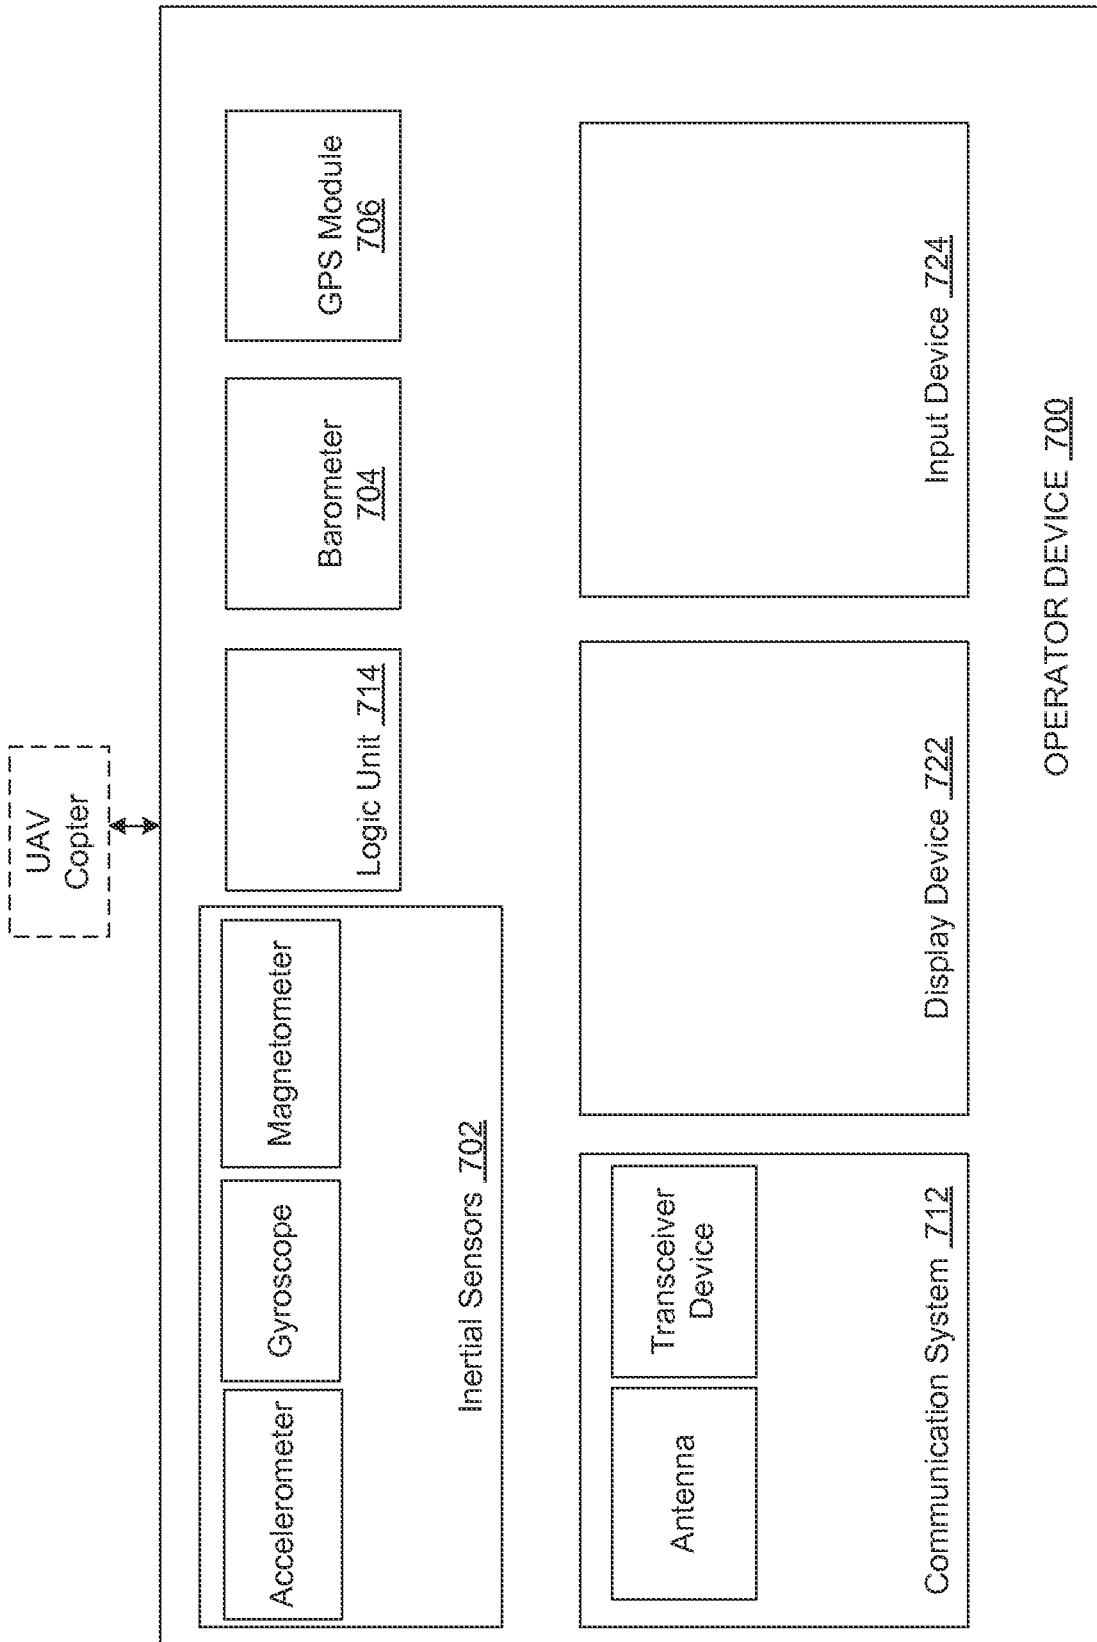 UAV
Copter
Accelerometer
Gyroscope
Magnetometer
Inertial Sensors 702
Logic Unit 714
Barometer
704
GPS Module
706
Antenna
Transceiver
Device
Communication System 712
Display Device 722
Input Device 724
OPERATOR DEVICE 700